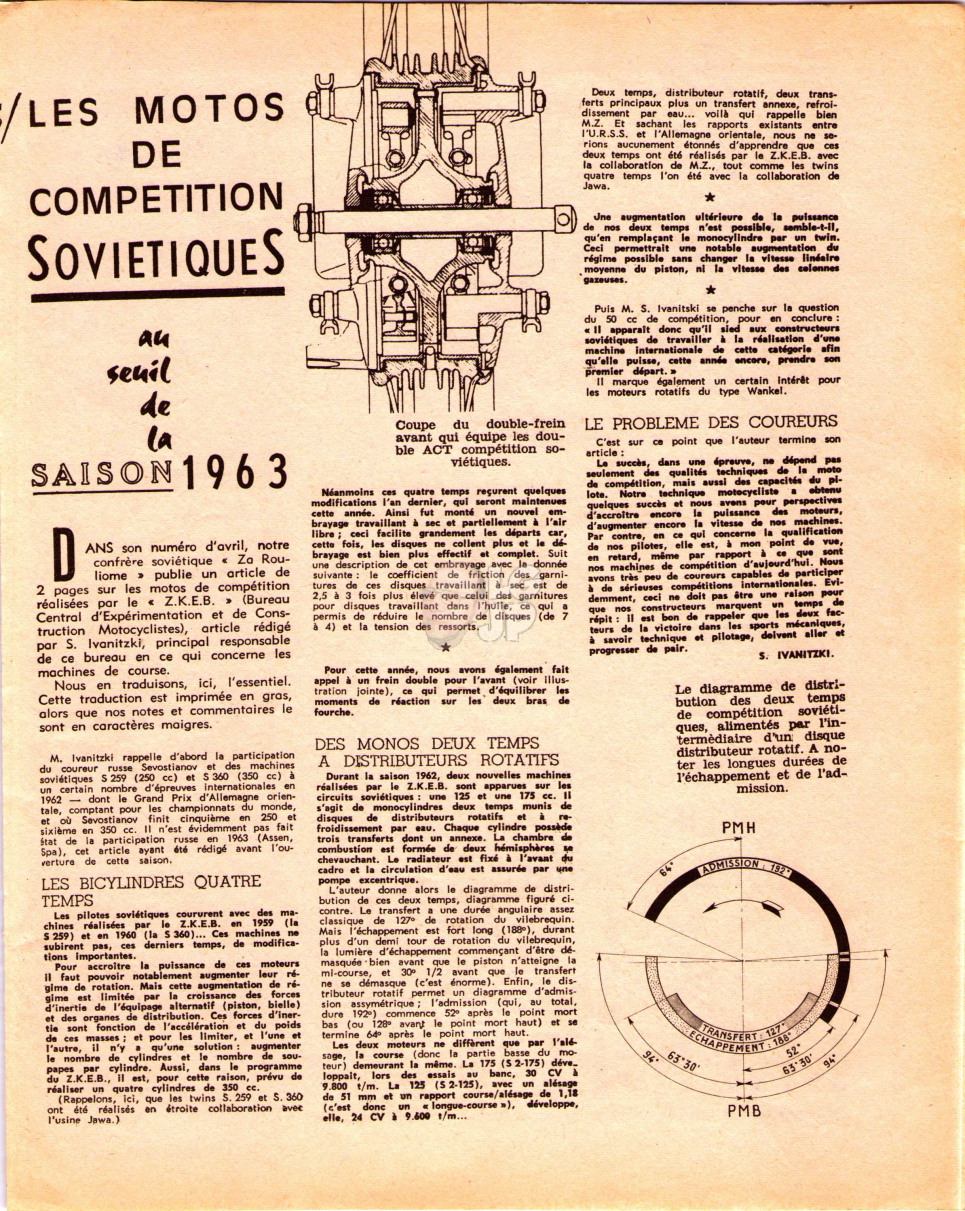 LES MOTOS
DE
COMPETITION
SOVIETIQUES
au
seuil
de
la
SAISON 1963
DANS son numéro d'avril, notre
confrère soviétique « Za Rou-
liome » publie un article de
2 pages sur les motos de compétition
réalisées par le « Z.K.E.B. » (Bureau
Central d'Expérimentation et de Cons-
truction Motocyclistes), article rédigé
par S. Ivanitzki, principal responsable
de ce bureau en ce qui concerne les
machines de course.
Nous en traduisons, ici, l'essentiel.
Cette traduction est imprimée en gras,
alors que nos notes et commentaires le
sont en caractères maigres.
M. Ivanitzki rappelle d'abord la participation
du coureur russe Sevostianov et des machines
soviétiques S 259 (250 cc) et S 360 (350 cc) à
un certain nombre d'épreuves internationales en
1962 — dont le Grand Prix d'Allemagne orien-
tale, comptant pour les championnats du monde,
et où Sevostianov finit cinquième en 250 et
sixième en 350 cc. Il n'est évidemment pas fait
état de la participation russe en 1963 (Assen,
Spa), cet article ayant été rédigé avant l'ou-
verture de cette saison.
LES BICYLINDRES QUATRE
TEMPS
Les pilotes soviétiques coururent avec des ma-
chines réalisées par le Z.K.E.B. en 1959 (la
S 259) et en 1960 (la S 360)... Ces machines ne
subirent pas, ces derniers temps, de modifica-
tions importantes.
Pour accroître la puissance de ces moteurs
il faut pouvoir notablement augmenter leur ré-
gime de rotation. Mais cette augmentation de ré-
gime est limitée par la croissance des forces
d'inertie de l'équipage alternatif (piston, bielle)
et des organes de distribution. Ces forces d'iner-
tie sont fonction de l'accélération et du poids
de ces masses ; et pour les limiter, et l'une et
l'autre, il n'y a qu'une solution : augmenter
le nombre de cylindres et le nombre de sou-
papes par cylindre. Aussi, dans le programme
du Z.K.E.B., il est, pour cette raison, prévu de
réaliser un quatre cylindres de 350 cc.
(Rappelons, ici, que les twins S. 259 et S. 360
ont été réalisés en étroite collaboration avec
l'usine Jawa.)
Coupe du double-frein
avant qui équipe les dou-
ble ACT compétition so-
viétiques.
Néanmoins ces quatre temps reçurent quelques
modifications l'an dernier, qui seront maintenues
cette année. Ainsi fut monté un nouvel em-
brayage travaillant à sec et partiellement à l'air
libre ; ceci facilite grandement les départs car,
cette fois, les disques ne collent plus et le dé-
brayage est bien plus effectif et complet. Suit
une description de cet embrayage avec la donnée
suivante : le coefficient de friction des garni-
tures de ces disques travaillant à sec est de
2,5 à 3 fois plus élevé que celui des garnitures
pour disques travaillant dans l'huile, ce qui a
permis de réduire le nombre de disques (de 7
à 4) et la tension des ressorts.
★
Pour cette année, nous avons également fait
appel à un frein double pour l'avant (voir illus-
tration jointe), ce qui permet d'équilibrer les
moments de réaction sur les deux bras de
fourche.
DES MONOS DEUX TEMPS
A DISTRIBUTEURS ROTATIFS
Durant la saison 1962, deux nouvelles machines
réalisées par le Z.K.E.B. sont apparues sur les
circuits soviétiques : une 125 et une 175 cc. Il
s'agit de monocylindres deux temps munis de
disques de distributeurs rotatifs et à re-
froidissement par eau. Chaque cylindre possède
trois transferts dont un annexe. La chambre de
combustion est formée de deux hémisphères se
chevauchant. Le radiateur est fixé à l'avant du
cadre et la circulation d'eau est assurée par une
pompe excentrique.
L'auteur donne alors le diagramme de distri-
bution de ces deux temps, diagramme figuré ci-
contre. Le transfert a une durée angulaire assez
classique de 127° de rotation du vilebrequin.
Mais l'échappement est fort long (188°), durant
plus d'un demi tour de rotation du vilebrequin,
la lumière d'échappement commençant d'être dé-
masquée bien avant que le piston n'atteigne la
mi-course, et 30° 1/2 avant que le transfert
ne se démasque (c'est énorme). Enfin, le dis-
tributeur rotatif permet un diagramme d'admis-
sion assymétrique ; l'admission (qui, au total,
dure 192°) commence 52° après le point mort
bas (ou 128° avant le point mort haut) et se
termine 64° après le point mort haut.
Les deux moteurs ne diffèrent que par l'alé-
sage, la course (donc la partie basse du mo-
teur) demeurant la même. La 175 (S 2-175) déve-
loppait, lors des essais au banc, 30 CV à
9.800 t/m. La 125 (S 2-125), avec un alésage
de 51 mm et un rapport course/alésage de 1,18
(c'est donc un « longue-course »), développe,
elle, 24 CV à 9.600 t/m...
Deux temps, distributeur rotatif, deux trans-
ferts principaux plus un transfert annexe, refroi-
dissement par eau... voilà qui rappelle bien
M.Z. Et sachant les rapports existants entre
l'U.R.S.S. et l'Allemagne orientale, nous ne se-
rions aucunement étonnés d'apprendre que ces
deux temps ont été réalisés par le Z.K.E.B. avec
la collaboration de M.Z., tout comme les twins
quatre temps l'on été avec la collaboration de
Jawa.
★
Une augmentation ultérieure de la puissance
de nos deux temps n'est possible, semble-t-il,
qu'en remplaçant le monocylindre par un twin.
Ceci permettrait une notable augmentation du
régime possible sans changer la vitesse linéaire
moyenne du piston, ni la vitesse des colonnes
gazeuses.
★
Puis M. S. Ivanitski se penche sur la question
du 50 cc de compétition, pour en conclure :
« Il apparaît donc qu'il sied aux constructeurs
soviétiques de travailler à la réalisation d'une
machine internationale de cette catégorie afin
qu'elle puisse, cette année encore, prendre son
premier départ. »
Il marque également un certain intérêt pour
les moteurs rotatifs du type Wankel.
LE PROBLEME DES COUREURS
C'est sur ce point que l'auteur termine son
article :
Le succès, dans une épreuve, ne dépend pas
seulement des qualités techniques de la moto
de compétition, mais aussi des capacités du pi-
lote. Notre technique motocycliste a obtenu
quelques succès et nous avons pour perspectives
d'accroître encore la puissance des moteurs,
d'augmenter encore la vitesse de nos machines.
Par contre, en ce qui concerne la qualification
de nos pilotes, elle est, à mon point de vue,
en retard, même par rapport à ce que sont
nos machines de compétition d'aujourd'hui. Nous
avons très peu de coureurs capables de participer
à de sérieuses compétitions internationales. Evi-
demment, ceci ne doit pas être une raison pour
que nos constructeurs marquent un temps de
répit : il est bon de rappeler que les deux fac-
teurs de la victoire dans les sports mécaniques,
à savoir technique et pilotage, doivent aller et
progresser de pair.
S. IVANITZKI.
Le diagramme de distri-
bution des deux temps
de compétition soviéti-
ques, alimentés par l'in-
termédiaire d'un disque
distributeur rotatif. A no-
ter les longues durées de
l'échappement et de l'ad-
mission.
PMH
64°
ADMISSION : 192°
TRANSFERT : 127°
ECHAPPEMENT : 188°
94°
63°30'
52°
63°30'
94°
PMB